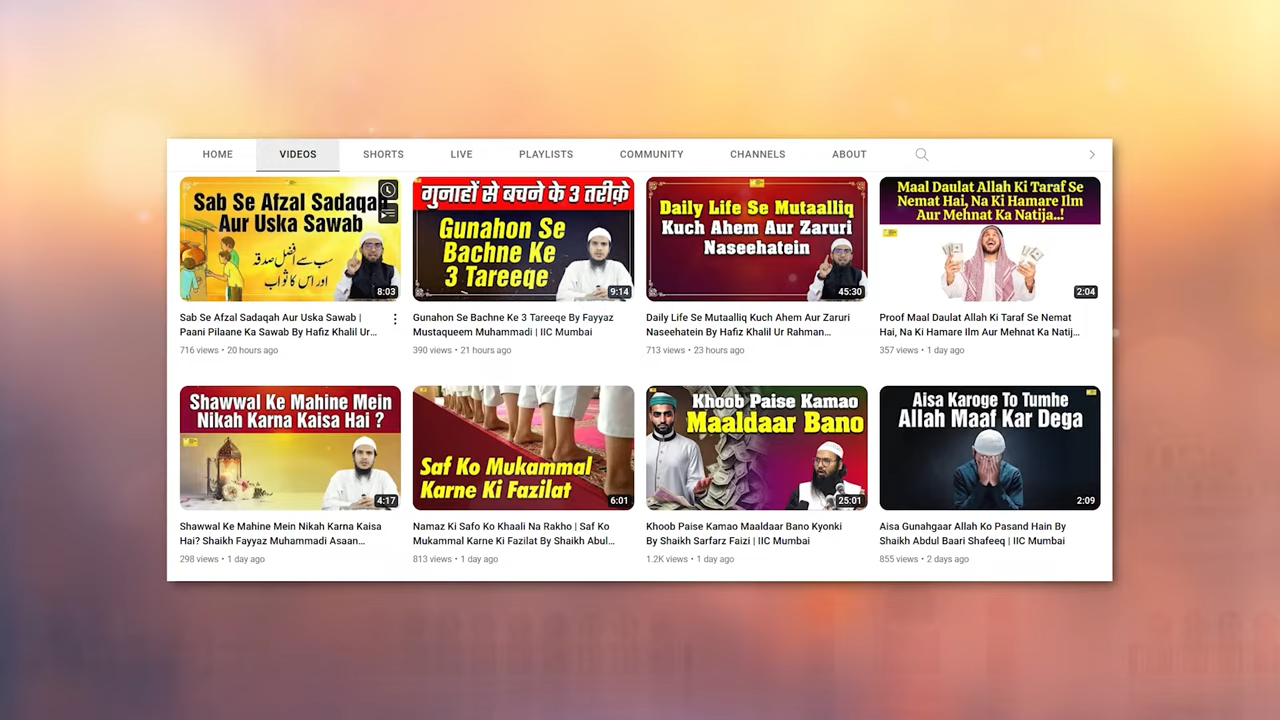 HOME VIDEOS SHORTS LIVE PLAYLISTS COMMUNITY CHANNELS ABOUT
Sab Se Afzal Sadaqah
Aur Uska Sawab
سب سے افضل صدقہ
اور اس کا ثواب
8:03
गुनाहों से बचने के 3 तरीक़े
Gunahon Se
Bachne Ke
3 Tareeqe
9:14
Daily Life Se Mutaalliq
Kuch Ahem Aur Zaruri
Naseehatein
45:30
Maal Daulat Allah Ki Taraf Se
Nemat Hai, Na Ki Hamare Ilm
Aur Mehnat Ka Natija..!
2:04
Sab Se Afzal Sadaqah Aur Uska Sawab |
Paani Pilaane Ka Sawab By Hafiz Khalil Ur...
716 views • 20 hours ago
Gunahon Se Bachne Ke 3 Tareeqe By Fayyaz
Mustaqueem Muhammadi | IIC Mumbai
390 views • 21 hours ago
Daily Life Se Mutaalliq Kuch Ahem Aur Zaruri
Naseehatein By Hafiz Khalil Ur Rahman...
713 views • 23 hours ago
Proof Maal Daulat Allah Ki Taraf Se Nemat
Hai, Na Ki Hamare Ilm Aur Mehnat Ka Natij...
357 views • 1 day ago
Shawwal Ke Mahine Mein
Nikah Karna Kaisa Hai ?
4:17
Saf Ko Mukammal
Karne Ki Fazilat
6:01
Khoob Paise Kamao
Maaldaar Bano
25:01
Aisa Karoge To Tumhe
Allah Maaf Kar Dega
2:09
Shawwal Ke Mahine Mein Nikah Karna Kaisa
Hai? Shaikh Fayyaz Muhammadi Asaan...
298 views • 1 day ago
Namaz Ki Safo Ko Khaali Na Rakho | Saf Ko
Mukammal Karne Ki Fazilat By Shaikh Abul...
813 views • 1 day ago
Khoob Paise Kamao Maaldaar Bano Kyonki
By Shaikh Sarfarz Faizi | IIC Mumbai
1.2K views • 1 day ago
Aisa Gunahgaar Allah Ko Pasand Hain By
Shaikh Abdul Baari Shafeeq | IIC Mumbai
855 views • 2 days ago